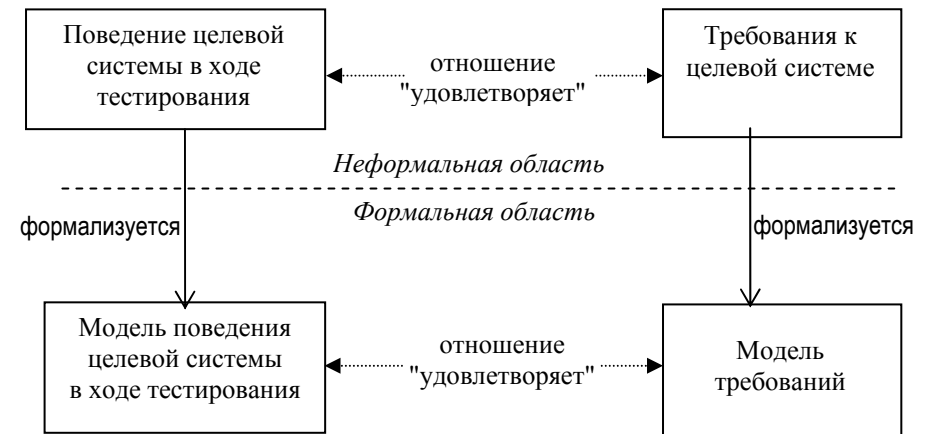 Поведение целевой
системы в ходе
тестирования
отношение
"удовлетворяет"
Требования к
целевой системе
Неформальная область
Формальная область
формализуется
формализуется
Модель поведения
целевой системы
в ходе тестирования
отношение
"удовлетворяет"
Модель
требований